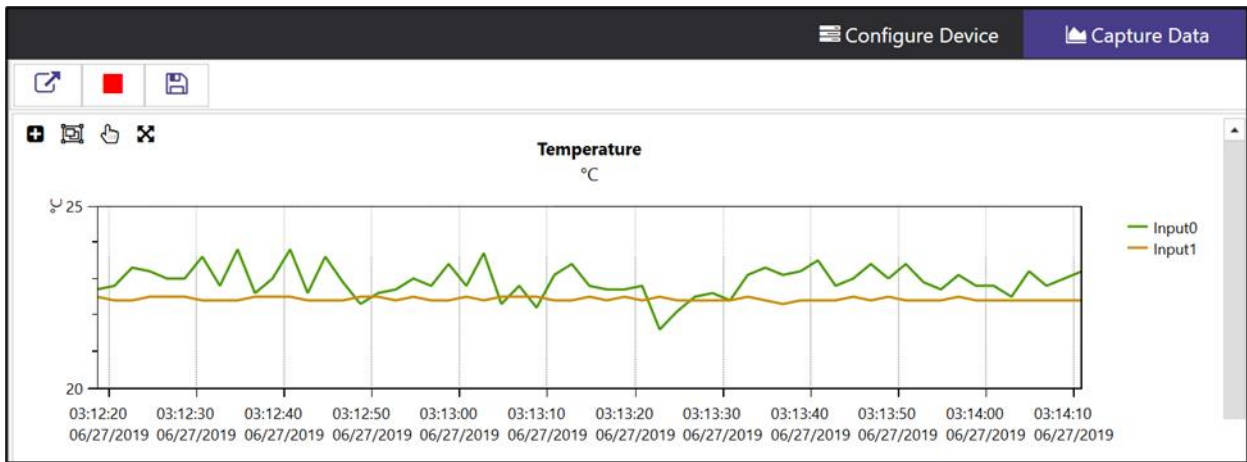 Configure Device
Capture Data
Temperature
°C
°C
25
20
Input0
Input1
03:12:20 03:12:30 03:12:40 03:12:50 03:13:00 03:13:10 03:13:20 03:13:30 03:13:40 03:13:50 03:14:00 03:14:10
06/27/2019 06/27/2019 06/27/2019 06/27/2019 06/27/2019 06/27/2019 06/27/2019 06/27/2019 06/27/2019 06/27/2019 06/27/2019 06/27/2019